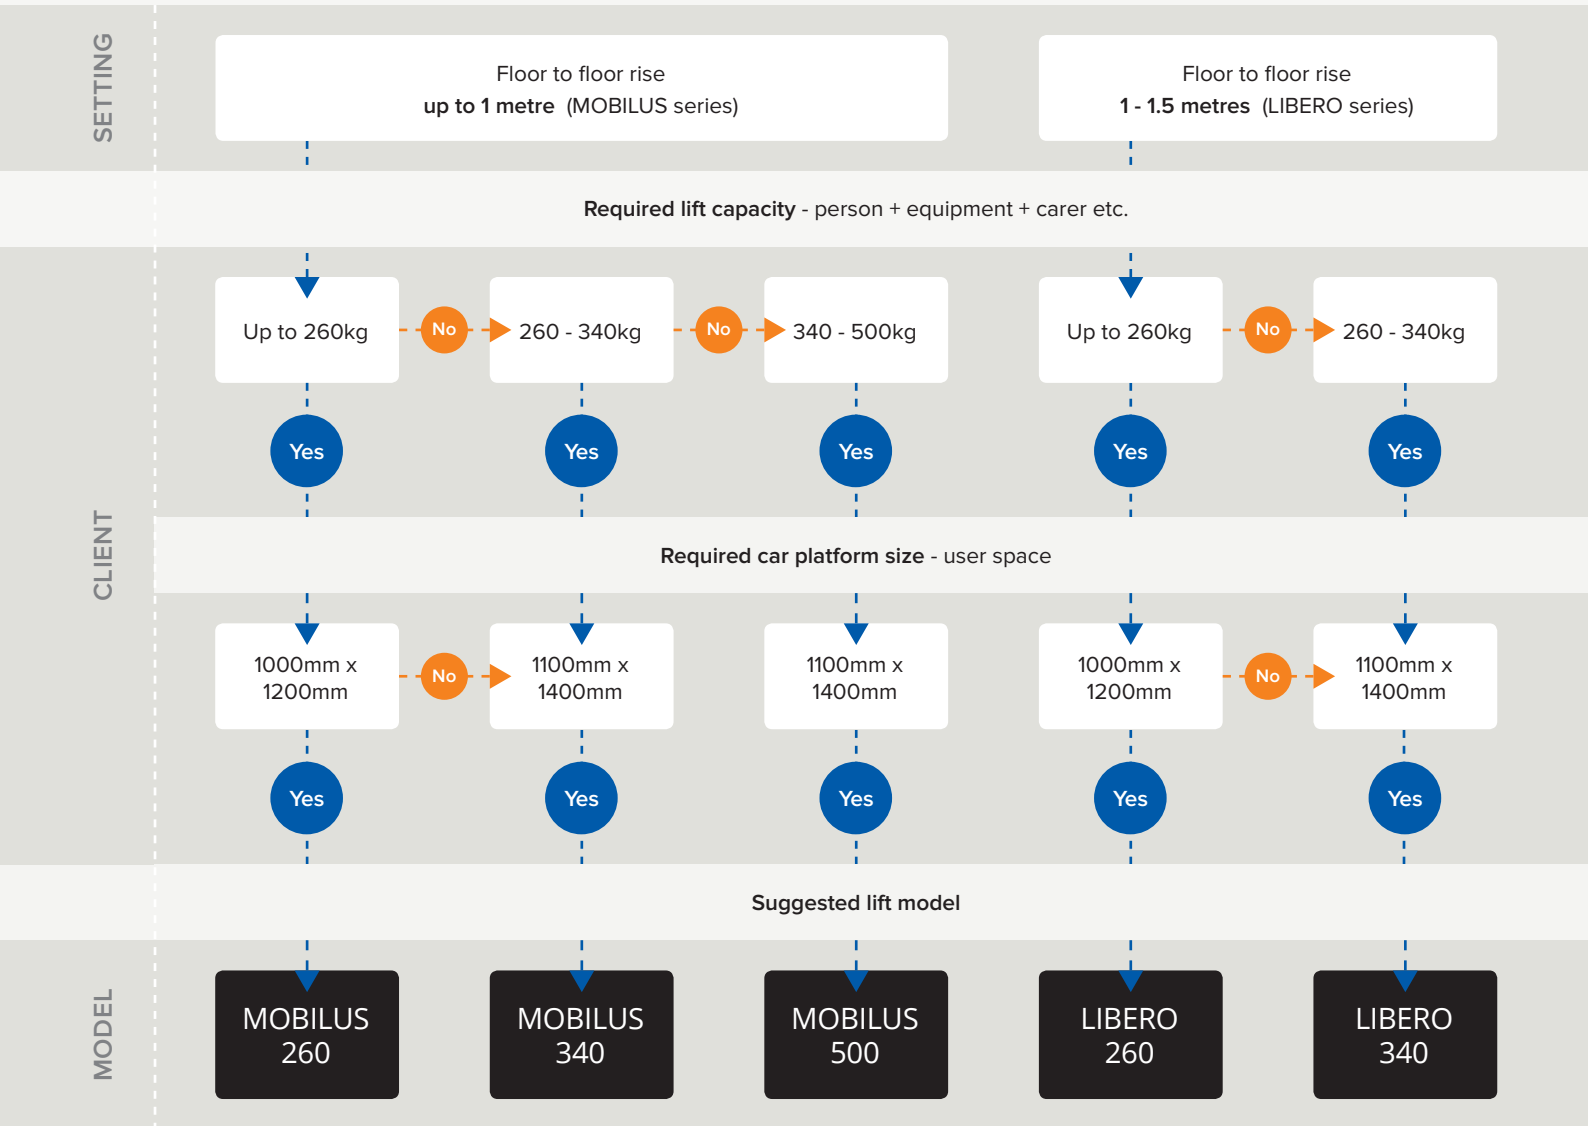 SETTING
Floor to floor rise
up to 1 metre (MOBILUS series)
Floor to floor rise
1 - 1.5 metres (LIBERO series)
Required lift capacity - person + equipment + carer etc.
CLIENT
Up to 260kg
No
260 - 340kg
No
340 - 500kg
Up to 260kg
No
260 - 340kg
Yes
Yes
Yes
Yes
Yes
Required car platform size - user space
1000mm x
1200mm
No
1100mm x
1400mm
1100mm x
1400mm
1000mm x
1200mm
No
1100mm x
1400mm
Yes
Yes
Yes
Yes
Yes
Suggested lift model
MODEL
MOBILUS
260
MOBILUS
340
MOBILUS
500
LIBERO
260
LIBERO
340